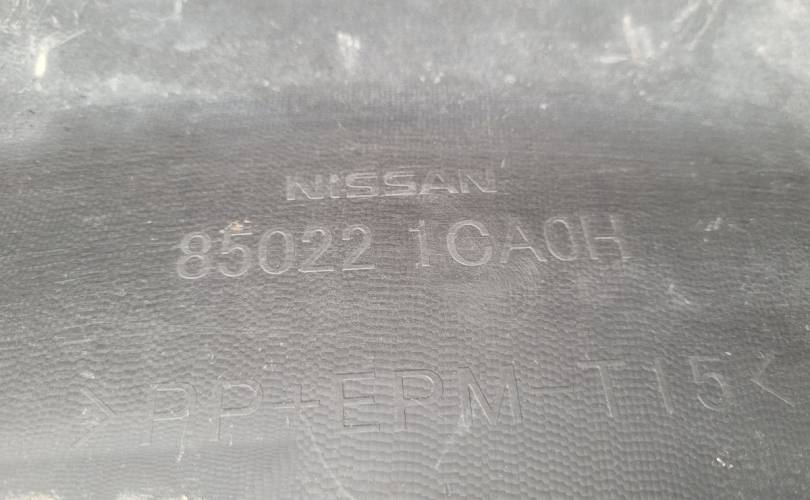 NISSAN
85022 1CA0H
>PP+EPM-T15<